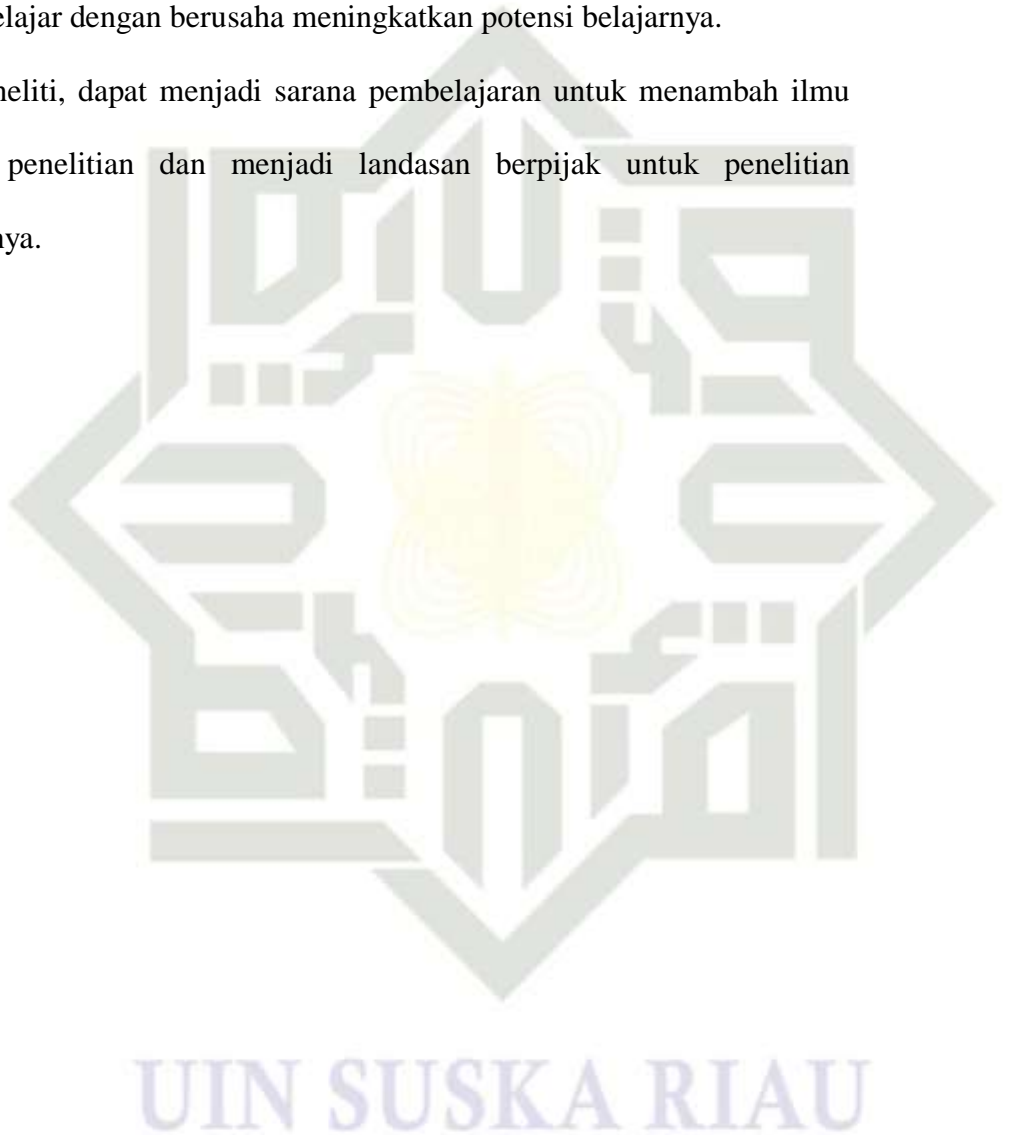 elajar dengan berusaha meningkatkan potensi belajarnya.
neliti, dapat menjadi sarana pembelajaran untuk menambah ilmu
penelitian dan menjadi landasan berpijak untuk penelitian
nya.
UIN SUSKA RIAU